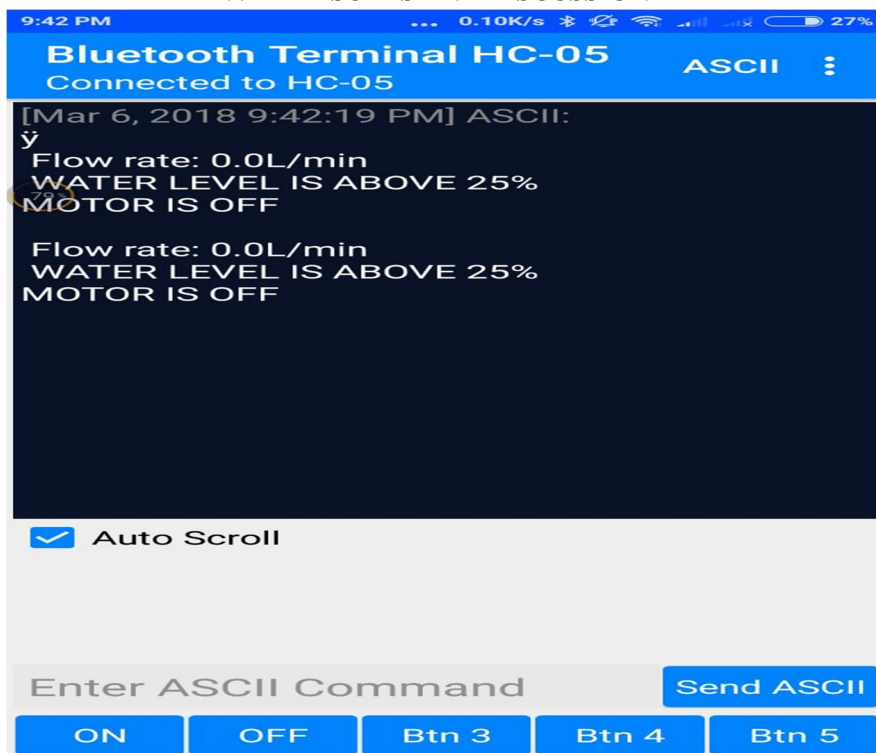 9:42 PM ... 0.10K/s 27%
Bluetooth Terminal HC-05
Connected to HC-05
ASCII
[Mar 6, 2018 9:42:19 PM] ASCII:
ÿ
Flow rate: 0.0L/min
WATER LEVEL IS ABOVE 25%
MOTOR IS OFF
Flow rate: 0.0L/min
WATER LEVEL IS ABOVE 25%
MOTOR IS OFF
Auto Scroll
Enter ASCII Command
Send ASCII
ON OFF Btn 3 Btn 4 Btn 5